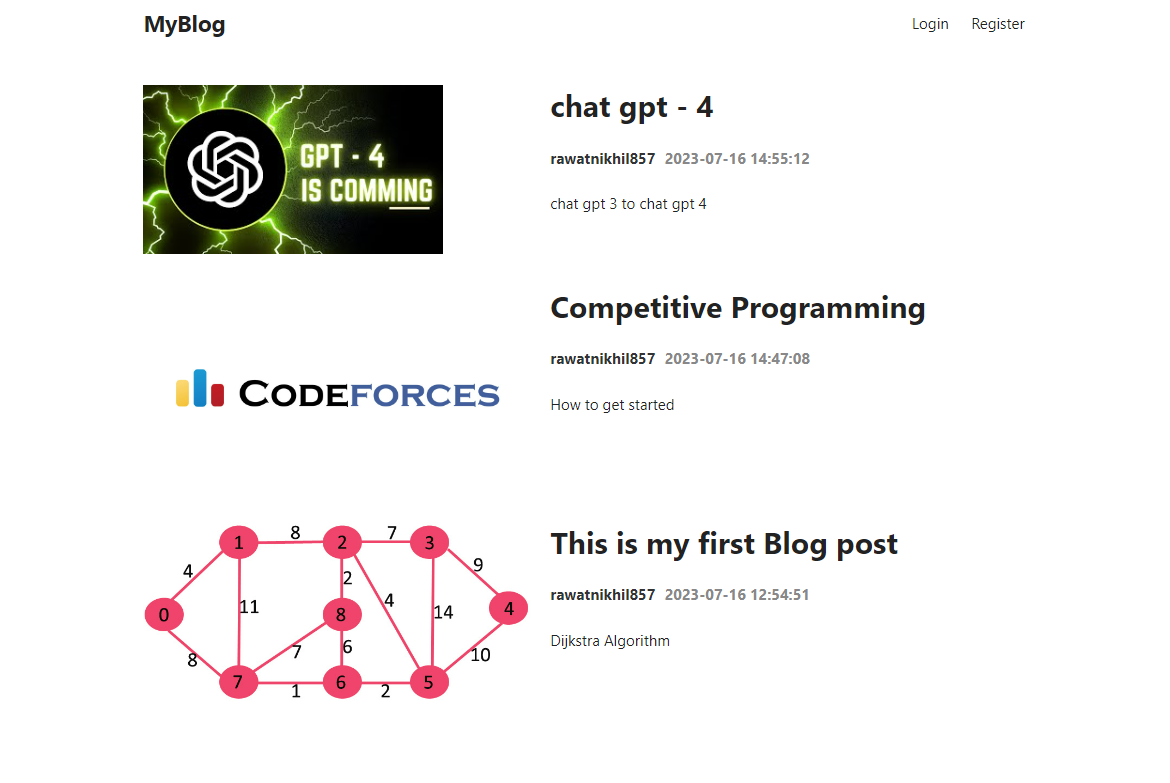 MyBlog
Login Register
GPT - 4
IS COMMING
chat gpt - 4
rawatnikhil857 2023-07-16 14:55:12
chat gpt 3 to chat gpt 4
CODEFORCES
Competitive Programming
rawatnikhil857 2023-07-16 14:47:08
How to get started
8 7
1 2 3
4 2 9
11 4
0 8 14 4
8 7 6 10
7 6 5
1 2
This is my first Blog post
rawatnikhil857 2023-07-16 12:54:51
Dijkstra Algorithm